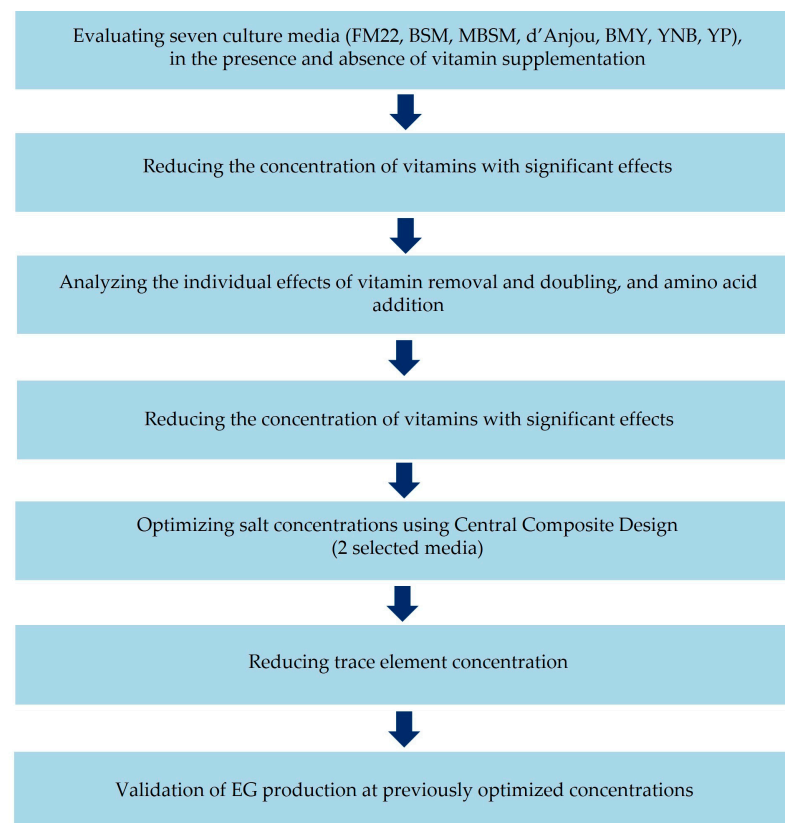 Evaluating seven culture media (FM22, BSM, MBSM, d’Anjou, BMY, YNB, YP),
in the presence and absence of vitamin supplementation
Reducing the concentration of vitamins with significant effects
Analyzing the individual effects of vitamin removal and doubling, and amino acid
addition
Reducing the concentration of vitamins with significant effects
Optimizing salt concentrations using Central Composite Design
(2 selected media)
Reducing trace element concentration
Validation of EG production at previously optimized concentrations